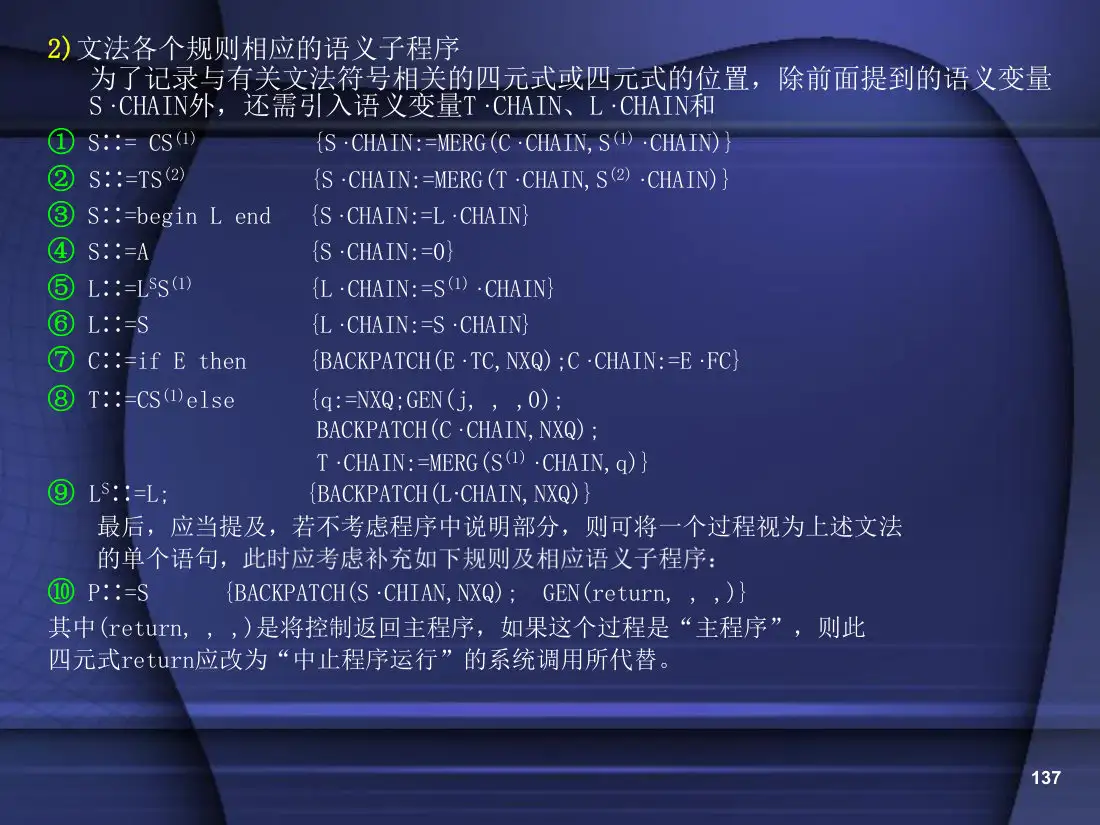 2)文法各个规则相应的语义子程序
为了记录与有关文法符号相关的四元式或四元式的位置，除前面提到的语义变量
S·CHAIN外，还需引入语义变量T·CHAIN、L·CHAIN和
① S::= CS(1) {S·CHAIN:=MERG(C·CHAIN,S(1)·CHAIN)}
② S::=TS(2) {S·CHAIN:=MERG(T·CHAIN,S(2)·CHAIN)}
③ S::=begin L end {S·CHAIN:=L·CHAIN}
④ S::=A {S·CHAIN:=0}
⑤ L::=LSS(1) {L·CHAIN:=S(1)·CHAIN}
⑥ L::=S {L·CHAIN:=S·CHAIN}
⑦ C::=if E then {BACKPATCH(E·TC,NXQ);C·CHAIN:=E·FC}
⑧ T::=CS(1)else {q:=NXQ;GEN(j, , ,0);
BACKPATCH(C·CHAIN,NXQ);
T·CHAIN:=MERG(S(1)·CHAIN,q)}
⑨ LS::=L; {BACKPATCH(L·CHAIN,NXQ)}
最后，应当提及，若不考虑程序中说明部分，则可将一个过程视为上述文法
的单个语句，此时应考虑补充如下规则及相应语义子程序：
⑩ P::=S {BACKPATCH(S·CHIAN,NXQ); GEN(return, , ,)}
其中(return, , ,)是将控制返回主程序，如果这个过程是“主程序”，则此
四元式return应改为“中止程序运行”的系统调用所代替。
137